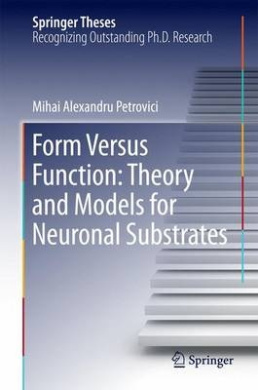 Springer Theses
Recognizing Outstanding Ph.D. Research
Mihai Alexandru Petrovici
Form Versus
Function: Theory
and Models for
Neuronal Substrates
Springer